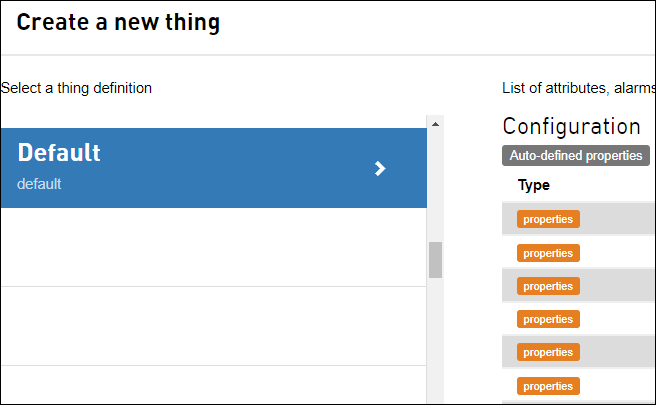 Create a new thing
Select a thing definition
Default
default
List of attributes, alarms
Configuration
Auto-defined properties
Type
properties
properties
properties
properties
properties
properties